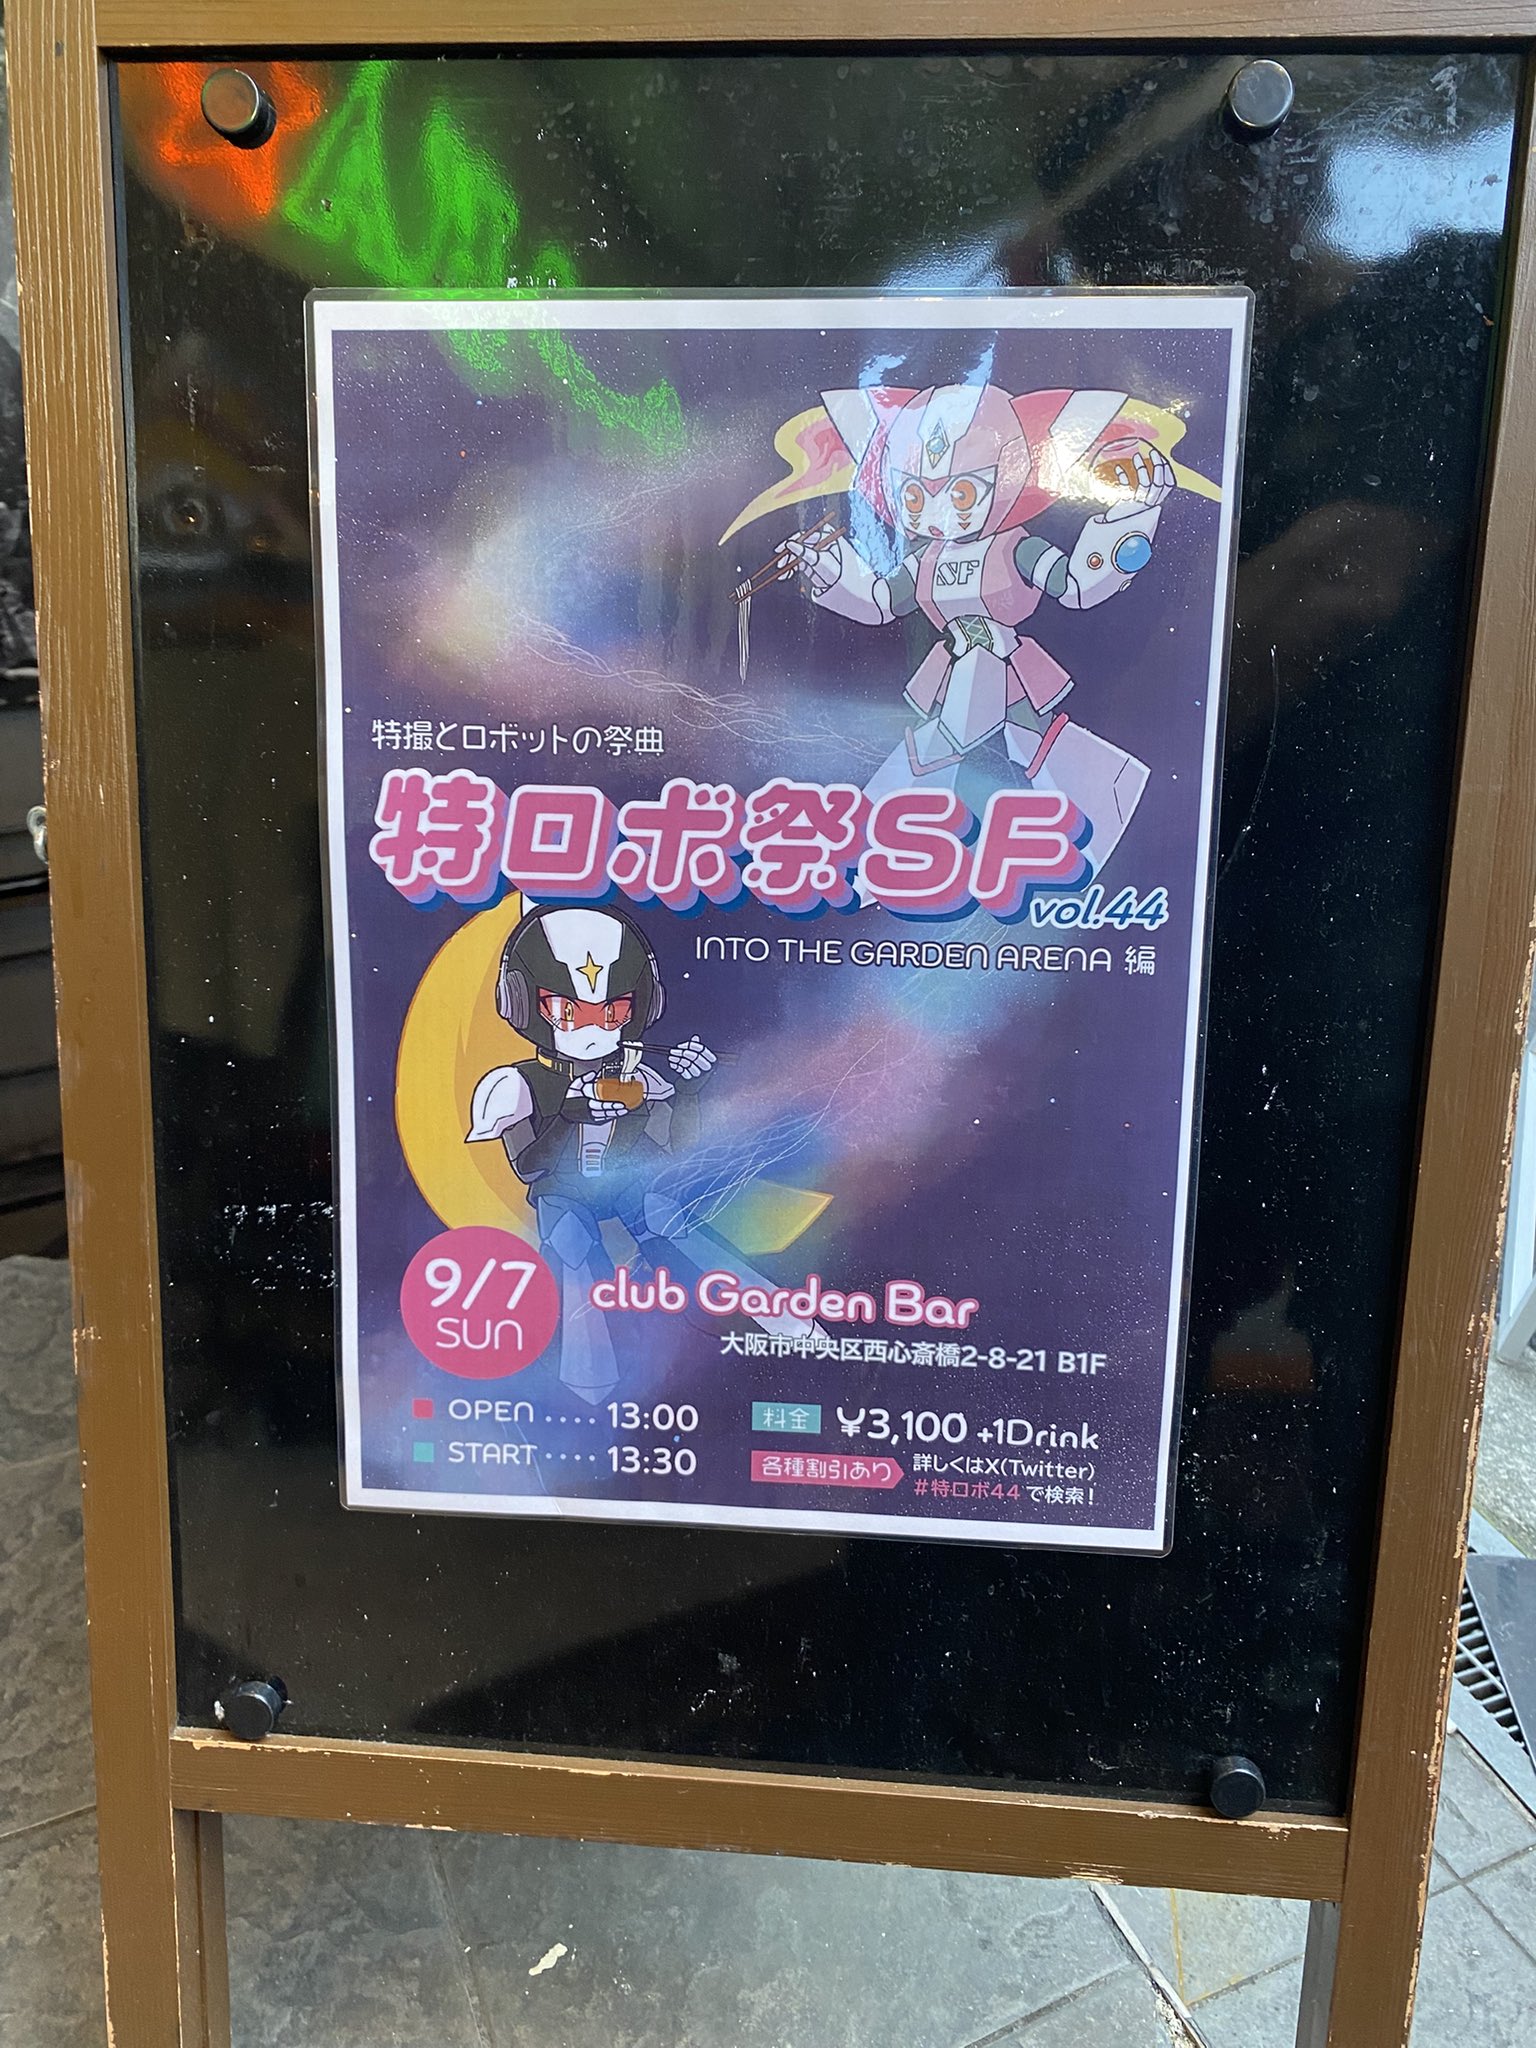 SF
特撮とロボットの祭典
特ロボ祭SF
vol.44
INTO THE GARDEN ARENA 編
9/7
SUN
club Garden Bar
大阪市中央区西心斎橋2-8-21 B1F
OPEN ···· 13:00
START ···· 13:30
料金 ¥3,100 +1Drink
各種割引あり 詳しくはX(Twitter)
#特ロボ44 で検索!